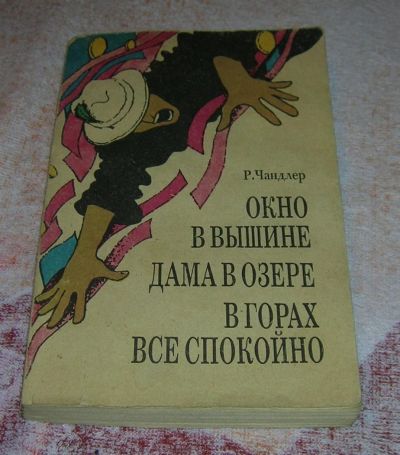 Р.Чандлер
ОКНО
В ВЫШИНЕ
ДАМА В ОЗЕРЕ
В ГОРАХ
ВСЕ СПОКОЙНО